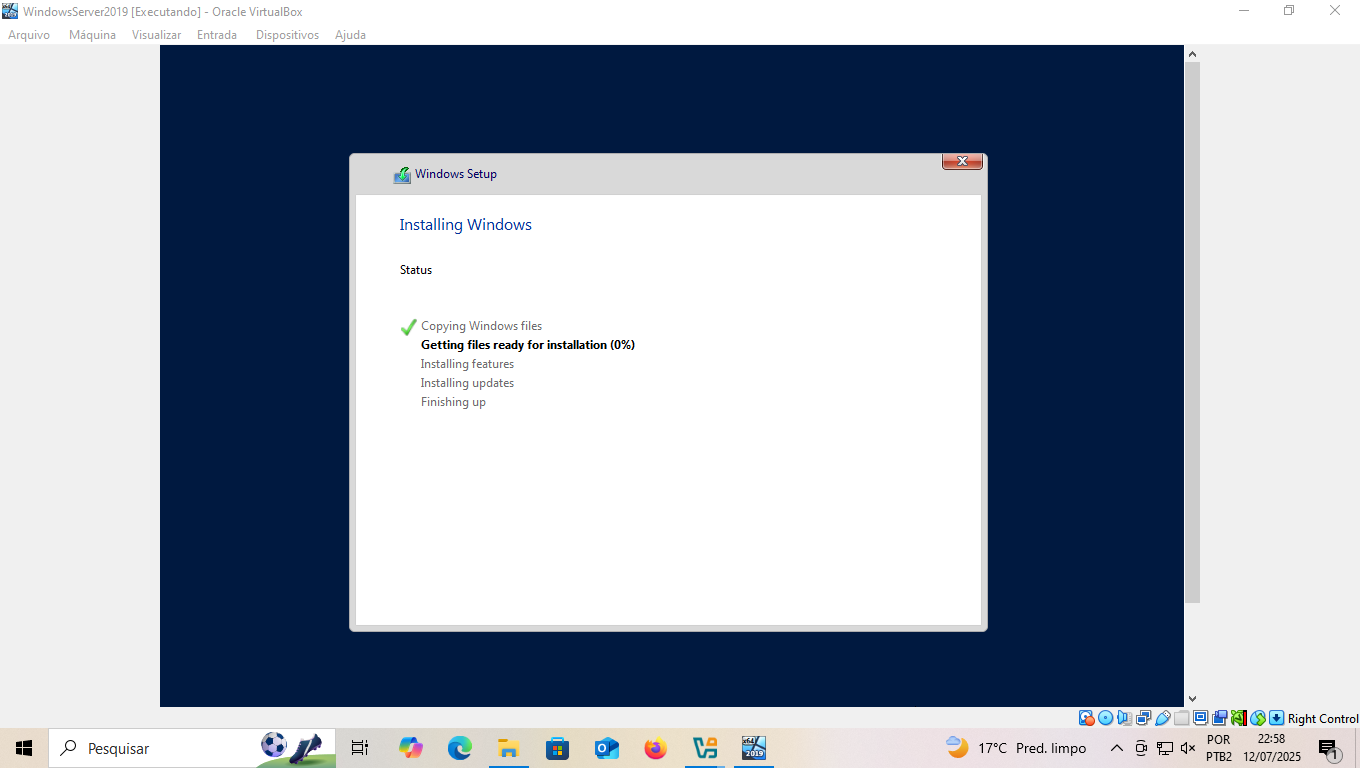 WindowsServer2019 [Executando] - Oracle VirtualBox
Arquivo Máquina Visualizar Entrada Dispositivos Ajuda
Windows Setup
Installing Windows
Status
Copying Windows files
Getting files ready for installation (0%)
Installing features
Installing updates
Finishing up
Right Control
Pesquisar
x64
2019
17°C Pred. limpo
POR
PTB2
22:58
12/07/2025
1